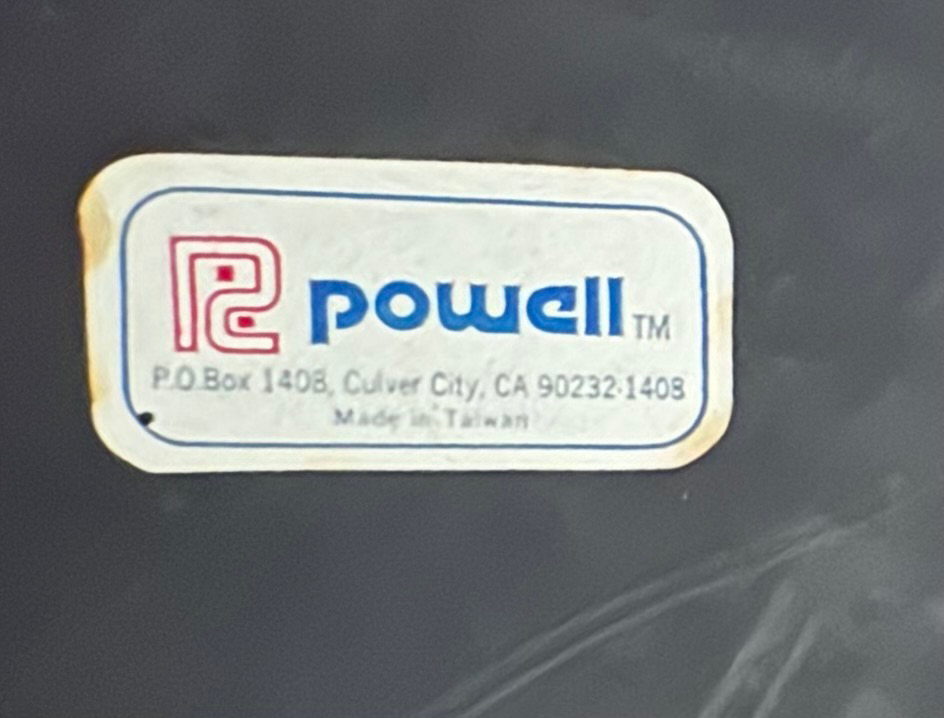 powell TM
P.O.Box 1408, Culver City, CA 90232-1408
Made in Taiwan